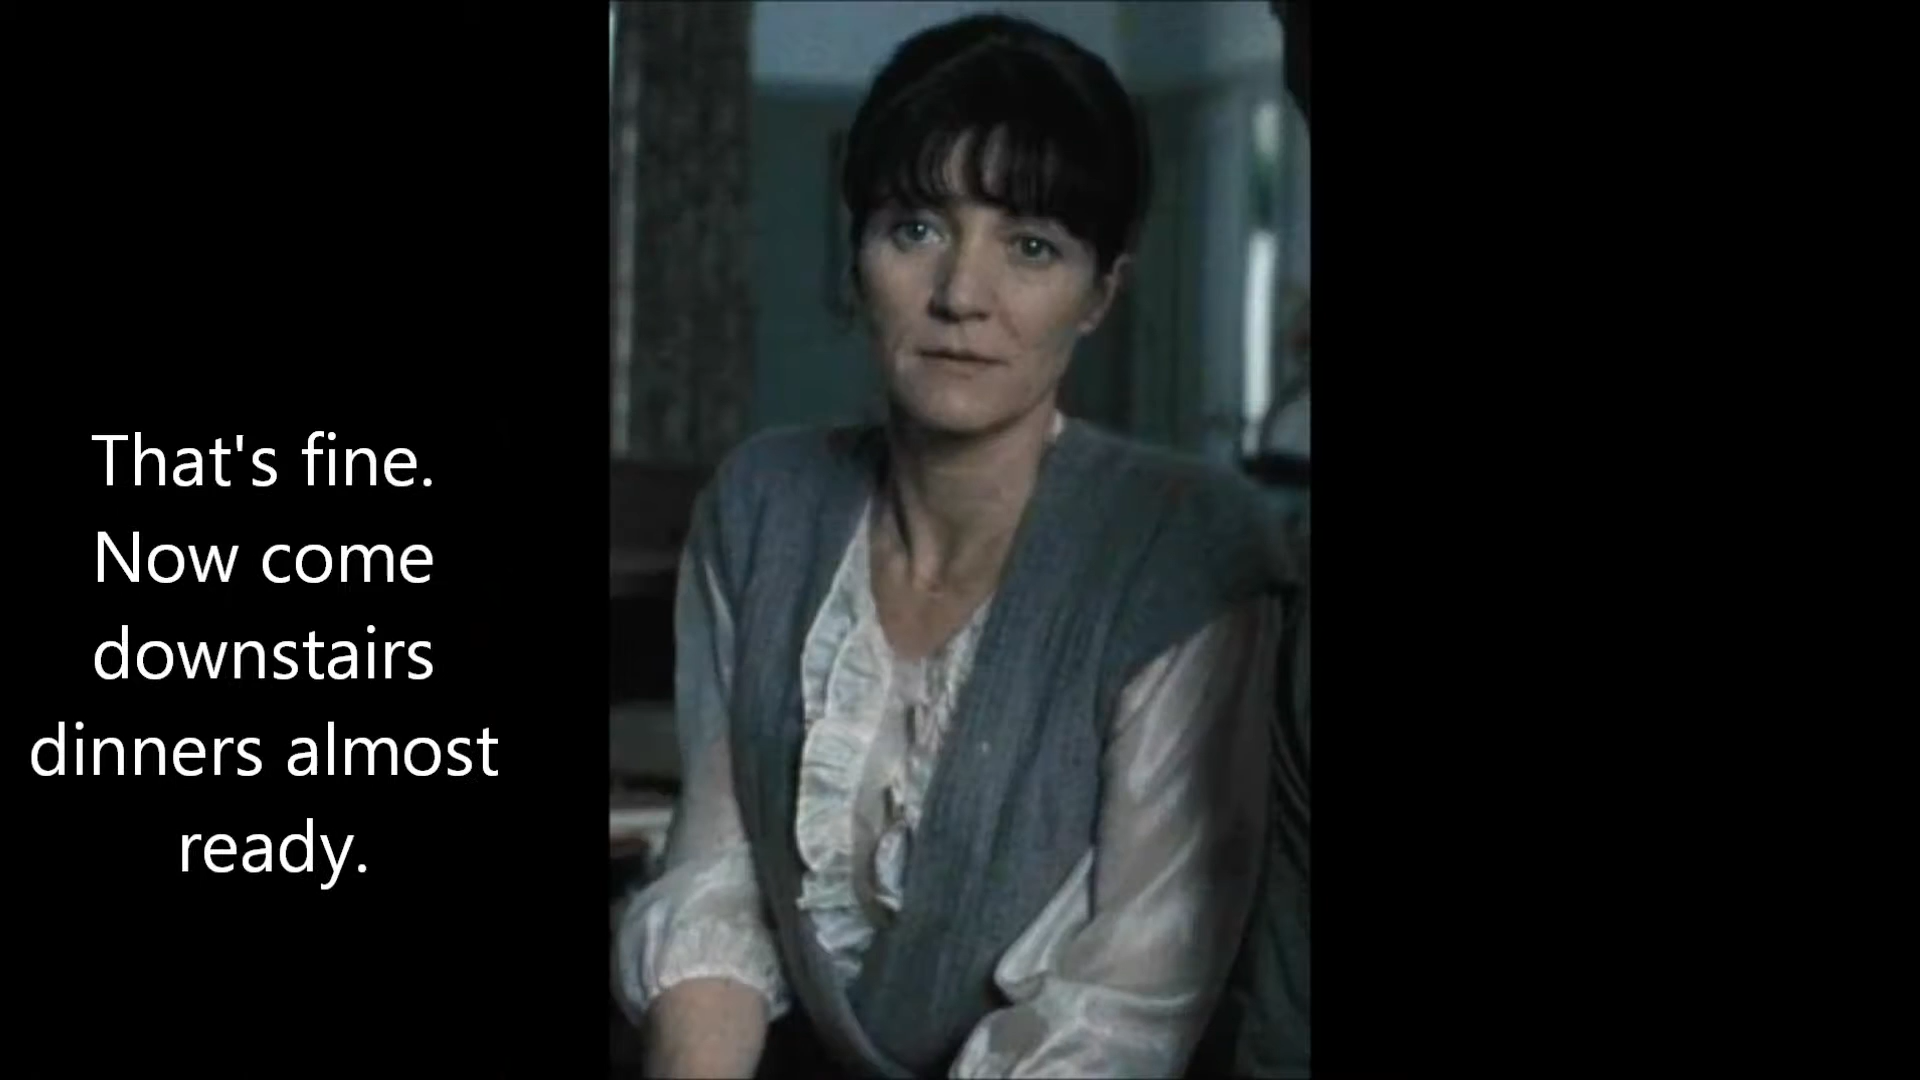 That's fine.
Now come
downstairs
dinners almost
ready.